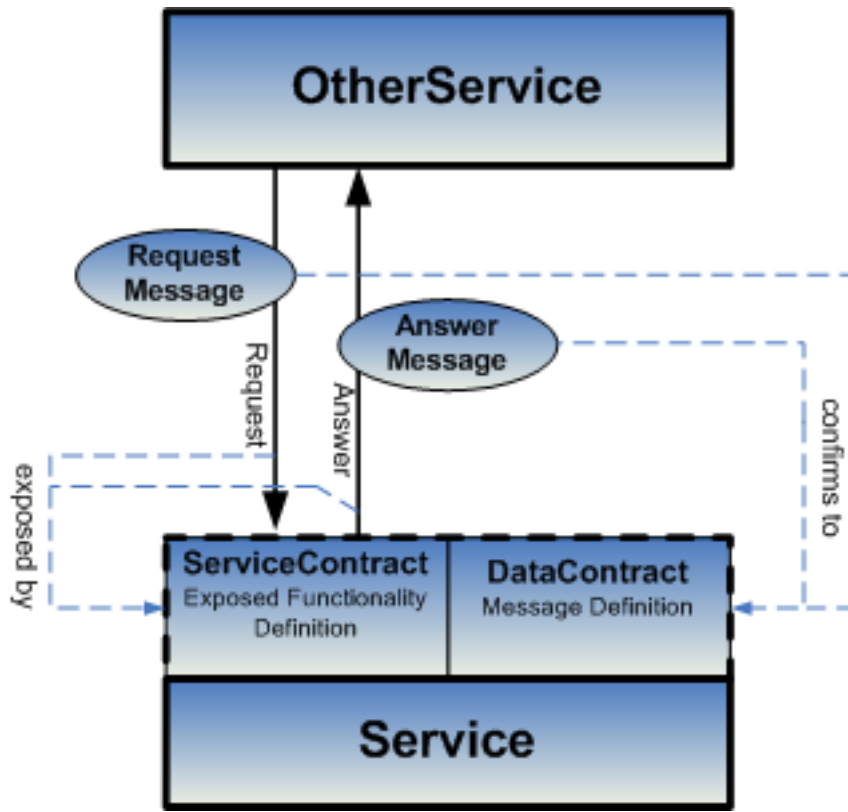 OtherService
Request
Message
Answer
Message
Request
Answer
exposed by
confirms to
ServiceContract
Exposed Functionality
Definition
DataContract
Message Definition
Service